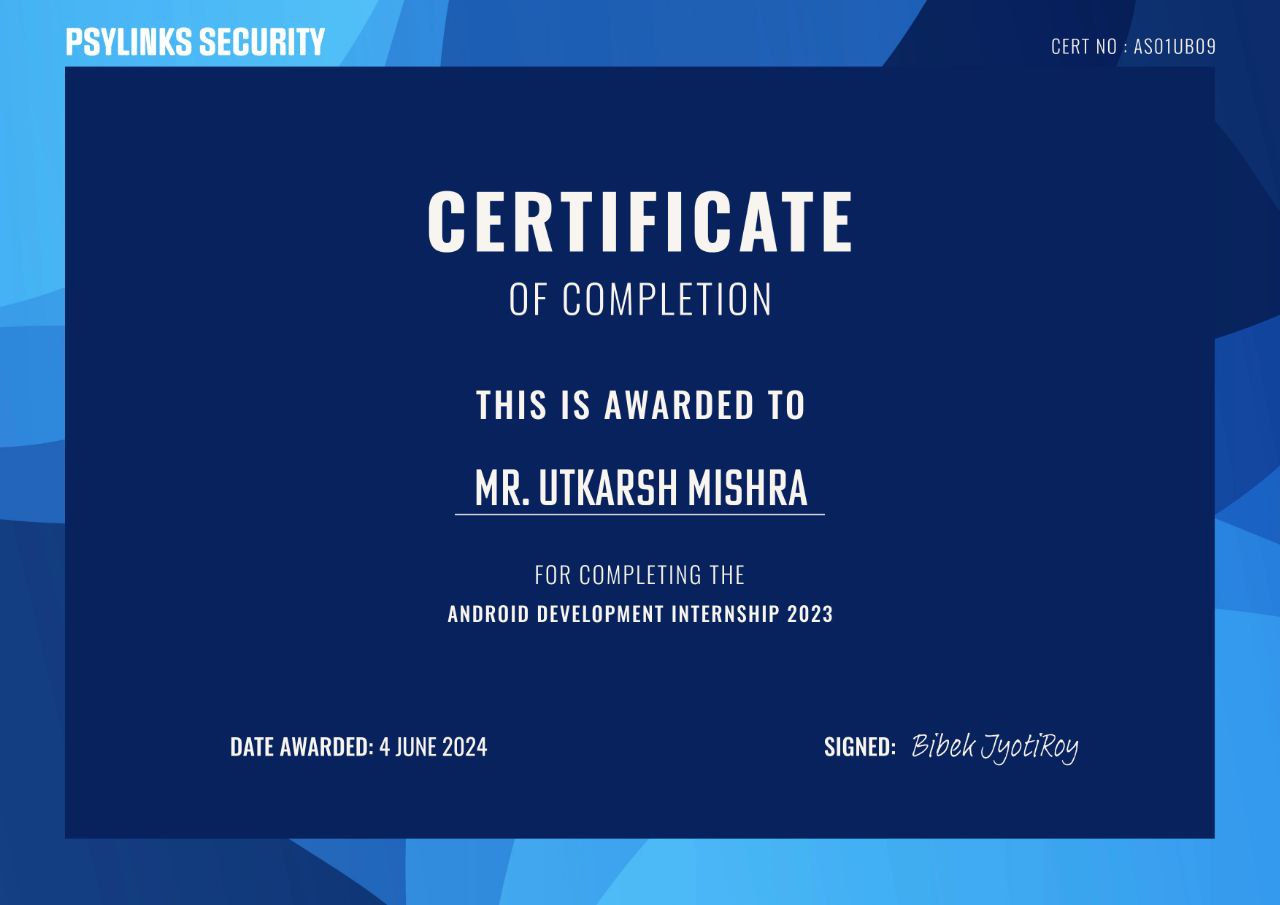 PSYLINKS SECURITY
CERT NO : AS01UB09
CERTIFICATE
OF COMPLETION
THIS IS AWARDED TO
MR. UTKARSH MISHRA
FOR COMPLETING THE
ANDROID DEVELOPMENT INTERNSHIP 2023
DATE AWARDED: 4 JUNE 2024
SIGNED: Bibek JyotiRoy